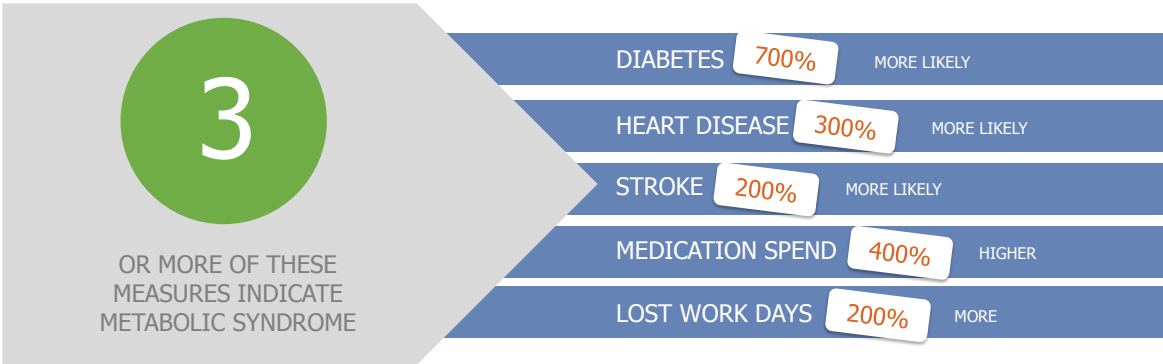 3
OR MORE OF THESE
MEASURES INDICATE
METABOLIC SYNDROME
DIABETES 700% MORE LIKELY
HEART DISEASE 300% MORE LIKELY
STROKE 200% MORE LIKELY
MEDICATION SPEND 400% HIGHER
LOST WORK DAYS 200% MORE